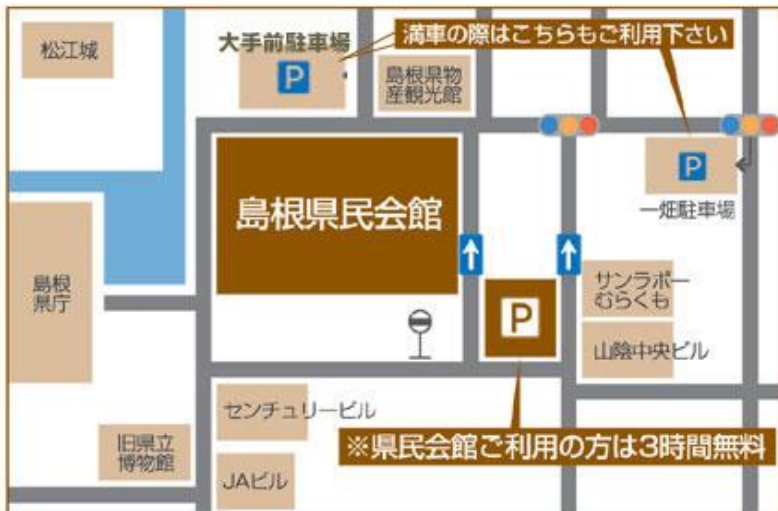 松江城
大手前駐車場
P
満車の際はこちらもご利用下さい
島根県物
産観光館
島根県民会館
P
一畑駐車場
島根
県庁
P
サンラポー
むらくも
山陰中央ビル
センチュリービル
※県民会館ご利用の方は3時間無料
旧県立
博物館
JAビル